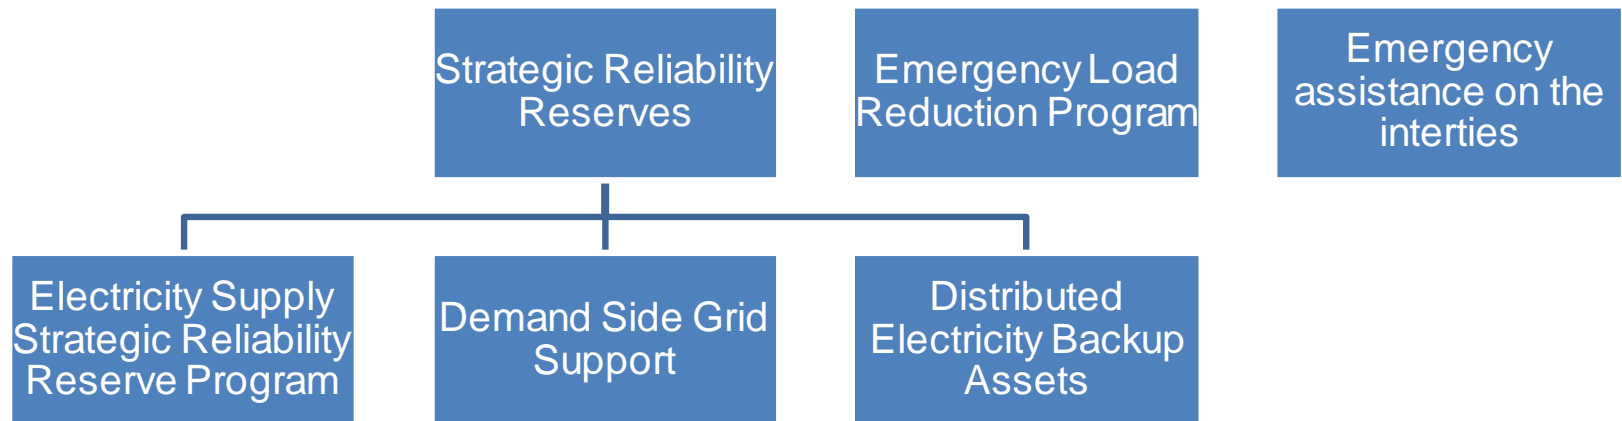 Strategic Reliability
Reserves
Emergency Load
Reduction Program
Emergency
assistance on the
interties
Electricity Supply
Strategic Reliability
Reserve Program
Demand Side Grid
Support
Distributed
Electricity Backup
Assets